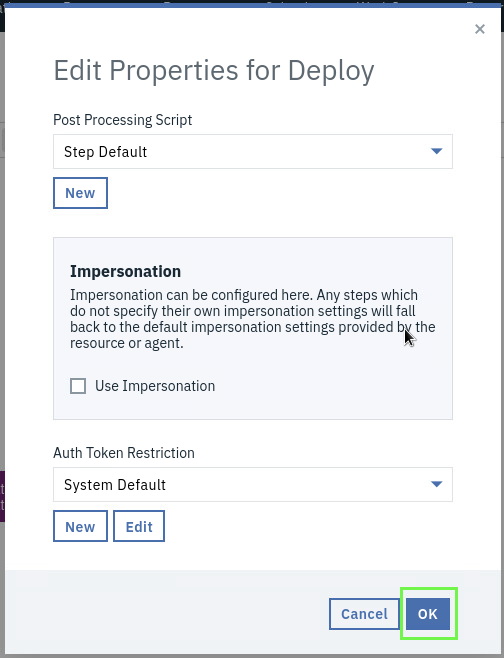 ×
Edit Properties for Deploy
Post Processing Script
Step Default
New
Impersonation
Impersonation can be configured here. Any steps which
do not specify their own impersonation settings will fall
back to the default impersonation settings provided by the
resource or agent.
Use Impersonation
Auth Token Restriction
System Default
New Edit
Cancel OK